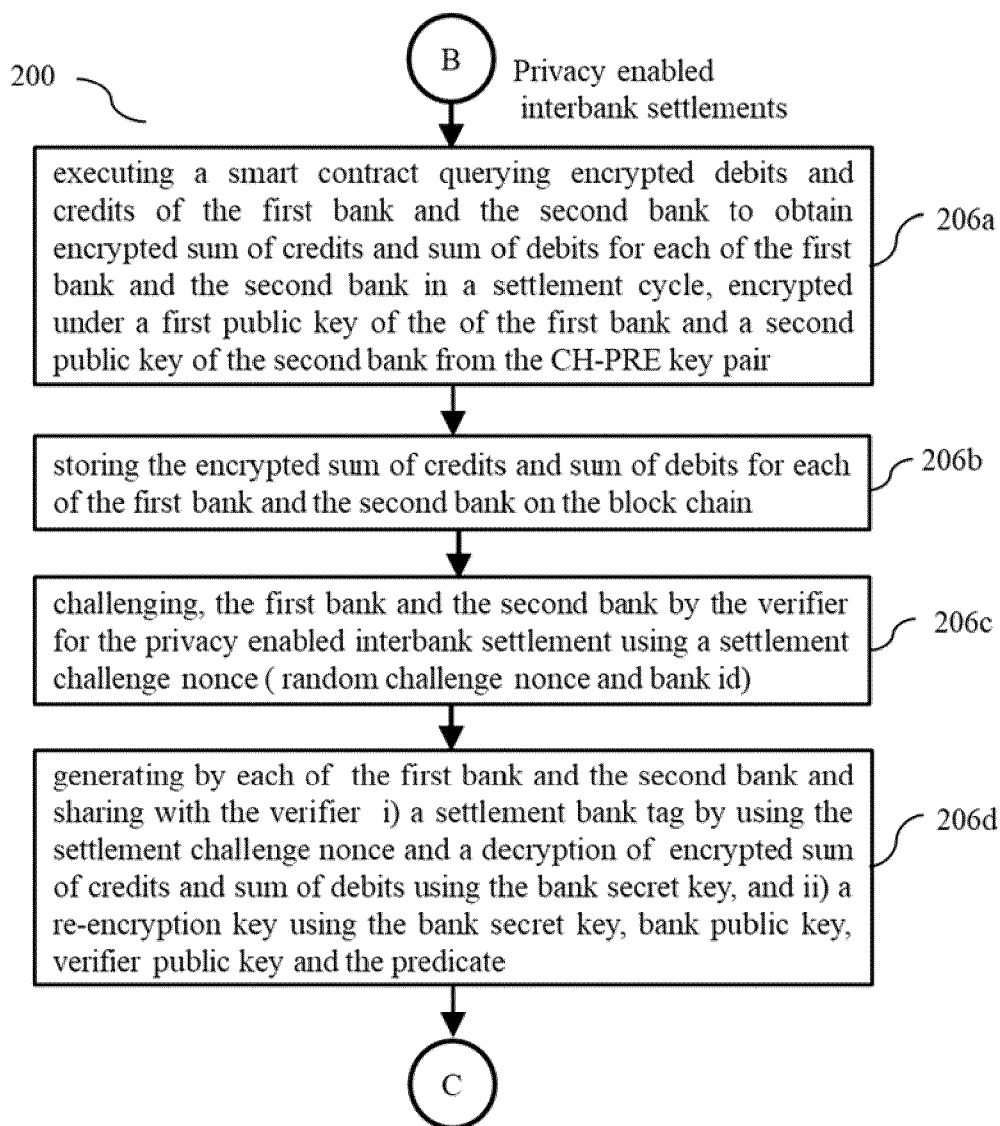 B
200
Privacy enabled
interbank settlements
executing a smart contract querying encrypted debits and
credits of the first bank and the second bank to obtain
encrypted sum of credits and sum of debits for each of the first
bank and the second bank in a settlement cycle, encrypted
under a first public key of the of the first bank and a second
public key of the second bank from the CH-PRE key pair
206a
storing the encrypted sum of credits and sum of debits for each
of the first bank and the second bank on the block chain
206b
challenging, the first bank and the second bank by the verifier
for the privacy enabled interbank settlement using a settlement
challenge nonce ( random challenge nonce and bank id)
206c
generating by each of the first bank and the second bank and
sharing with the verifier i) a settlement bank tag by using the
settlement challenge nonce and a decryption of encrypted sum
of credits and sum of debits using the bank secret key, and ii) a
re-encryption key using the bank secret key, bank public key,
verifier public key and the predicate
206d
C